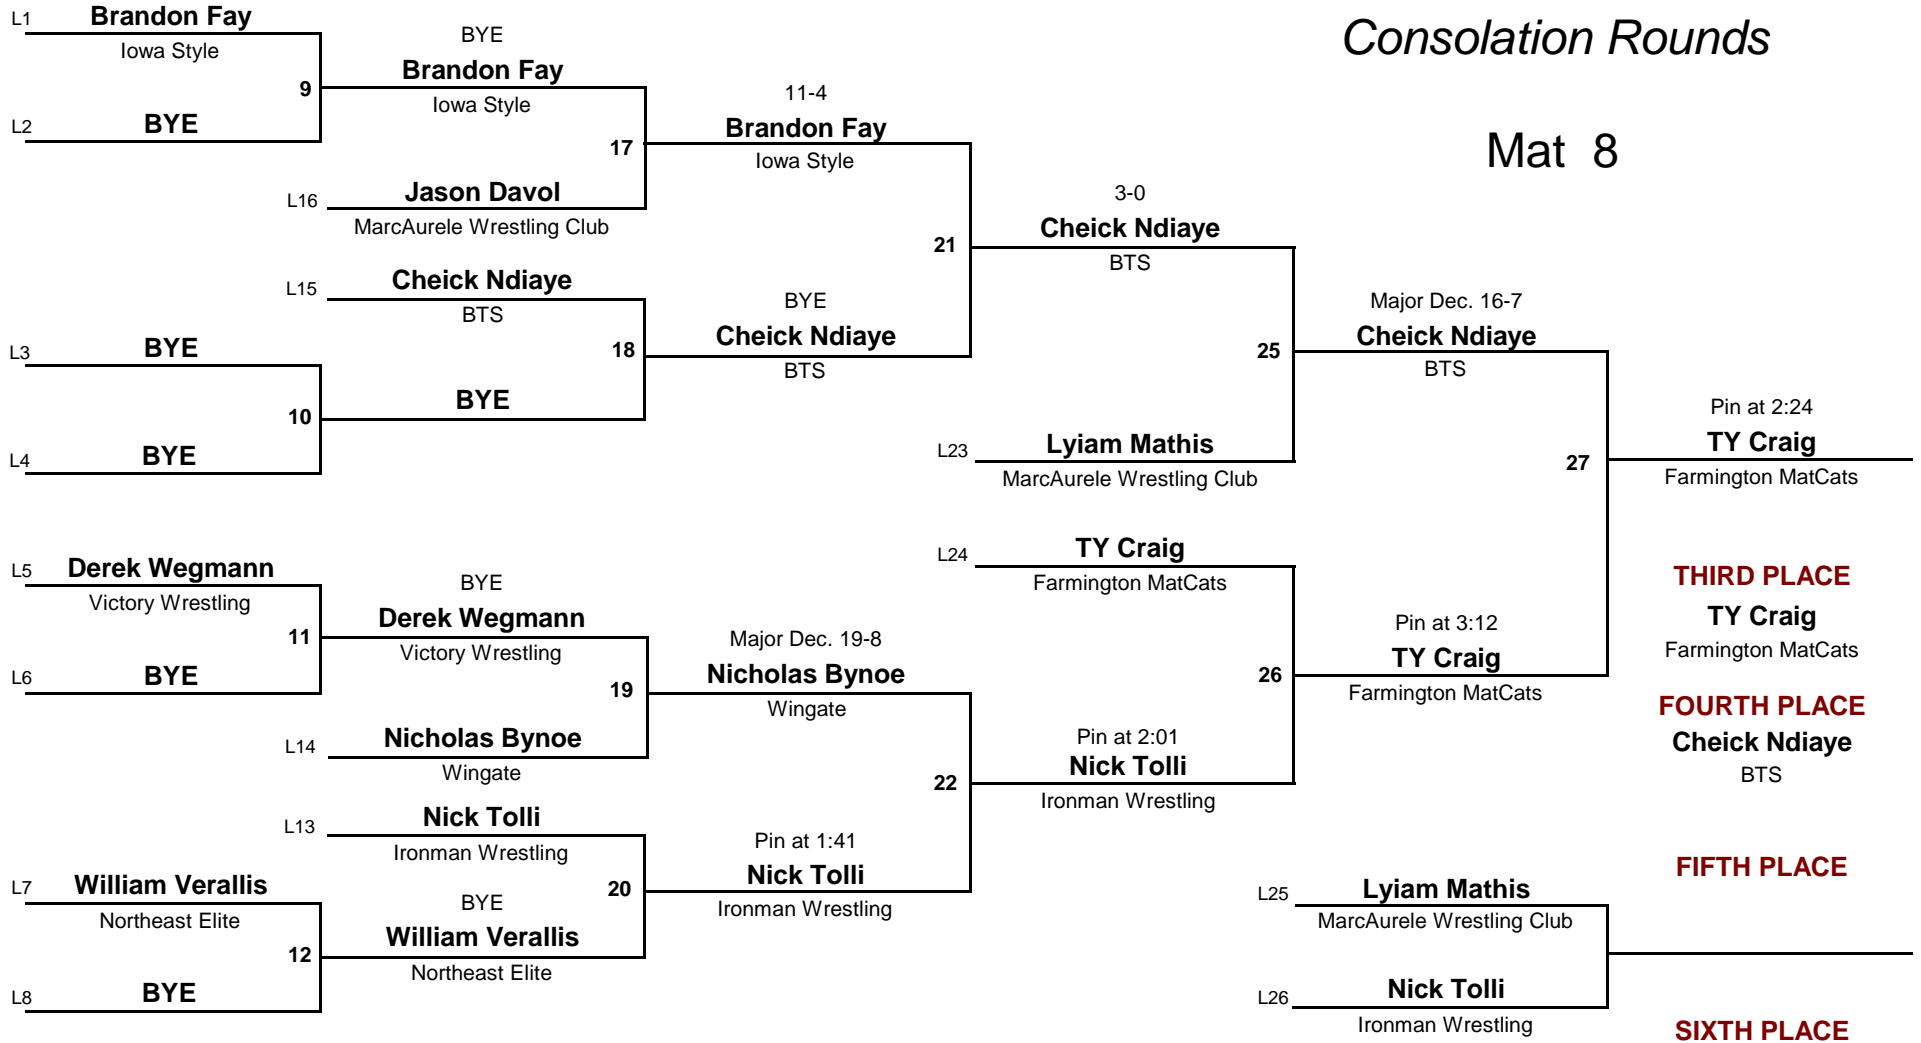 Consolation Rounds
Mat 8
L1 Brandon Fay
Iowa Style
9
L2 BYE
BYE
Brandon Fay
Iowa Style
17
L16 Jason Davol
MarcAurele Wrestling Club
11-4
Brandon Fay
Iowa Style
21
L15 Cheick Ndiaye
BTS
18
L3 BYE
10
L4 BYE
BYE
BYE
Cheick Ndiaye
BTS
3-0
Cheick Ndiaye
BTS
25
L23 Lyiam Mathis
MarcAurele Wrestling Club
Major Dec. 16-7
Cheick Ndiaye
BTS
27
Pin at 2:24
TY Craig
Farmington MatCats
L5 Derek Wegmann
Victory Wrestling
11
L6 BYE
BYE
Derek Wegmann
Victory Wrestling
19
L14 Nicholas Bynoe
Wingate
Major Dec. 19-8
Nicholas Bynoe
Wingate
22
L13 Nick Tolli
Ironman Wrestling
20
L7 William Verallis
Northeast Elite
12
L8 BYE
BYE
William Verallis
Northeast Elite
Pin at 1:41
Nick Tolli
Ironman Wrestling
L24 TY Craig
Farmington MatCats
26
Pin at 2:01
Nick Tolli
Ironman Wrestling
Pin at 3:12
TY Craig
Farmington MatCats
THIRD PLACE
TY Craig
Farmington MatCats
FOURTH PLACE
Cheick Ndiaye
BTS
FIFTH PLACE
L25 Lyiam Mathis
MarcAurele Wrestling Club
L26 Nick Tolli
Ironman Wrestling
SIXTH PLACE